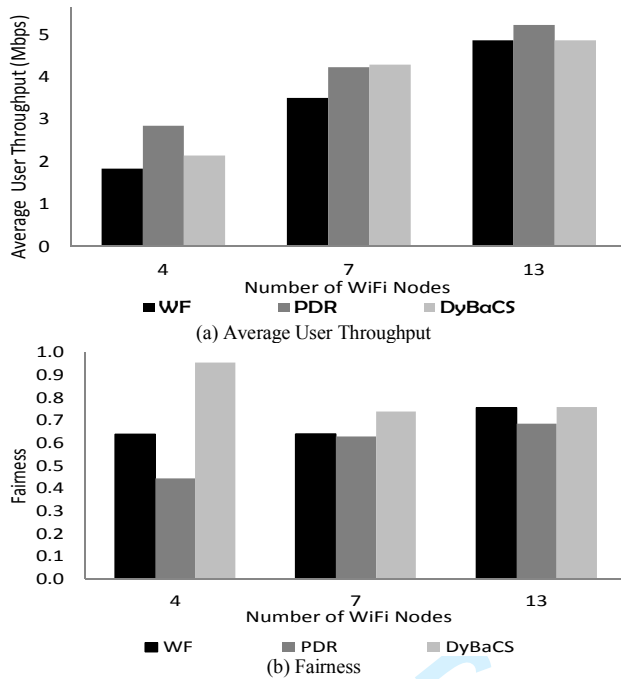 Average User Throughput (Mbps)
5
4
3
2
1
0
4 7 13
Number of WiFi Nodes
WF PDR DyBaCS
(a) Average User Throughput
Fairness
1.0
0.9
0.8
0.7
0.6
0.5
0.4
0.3
0.2
0.1
0.0
4 7 13
Number of WiFi Nodes
WF PDR DyBaCS
(b) Fairness